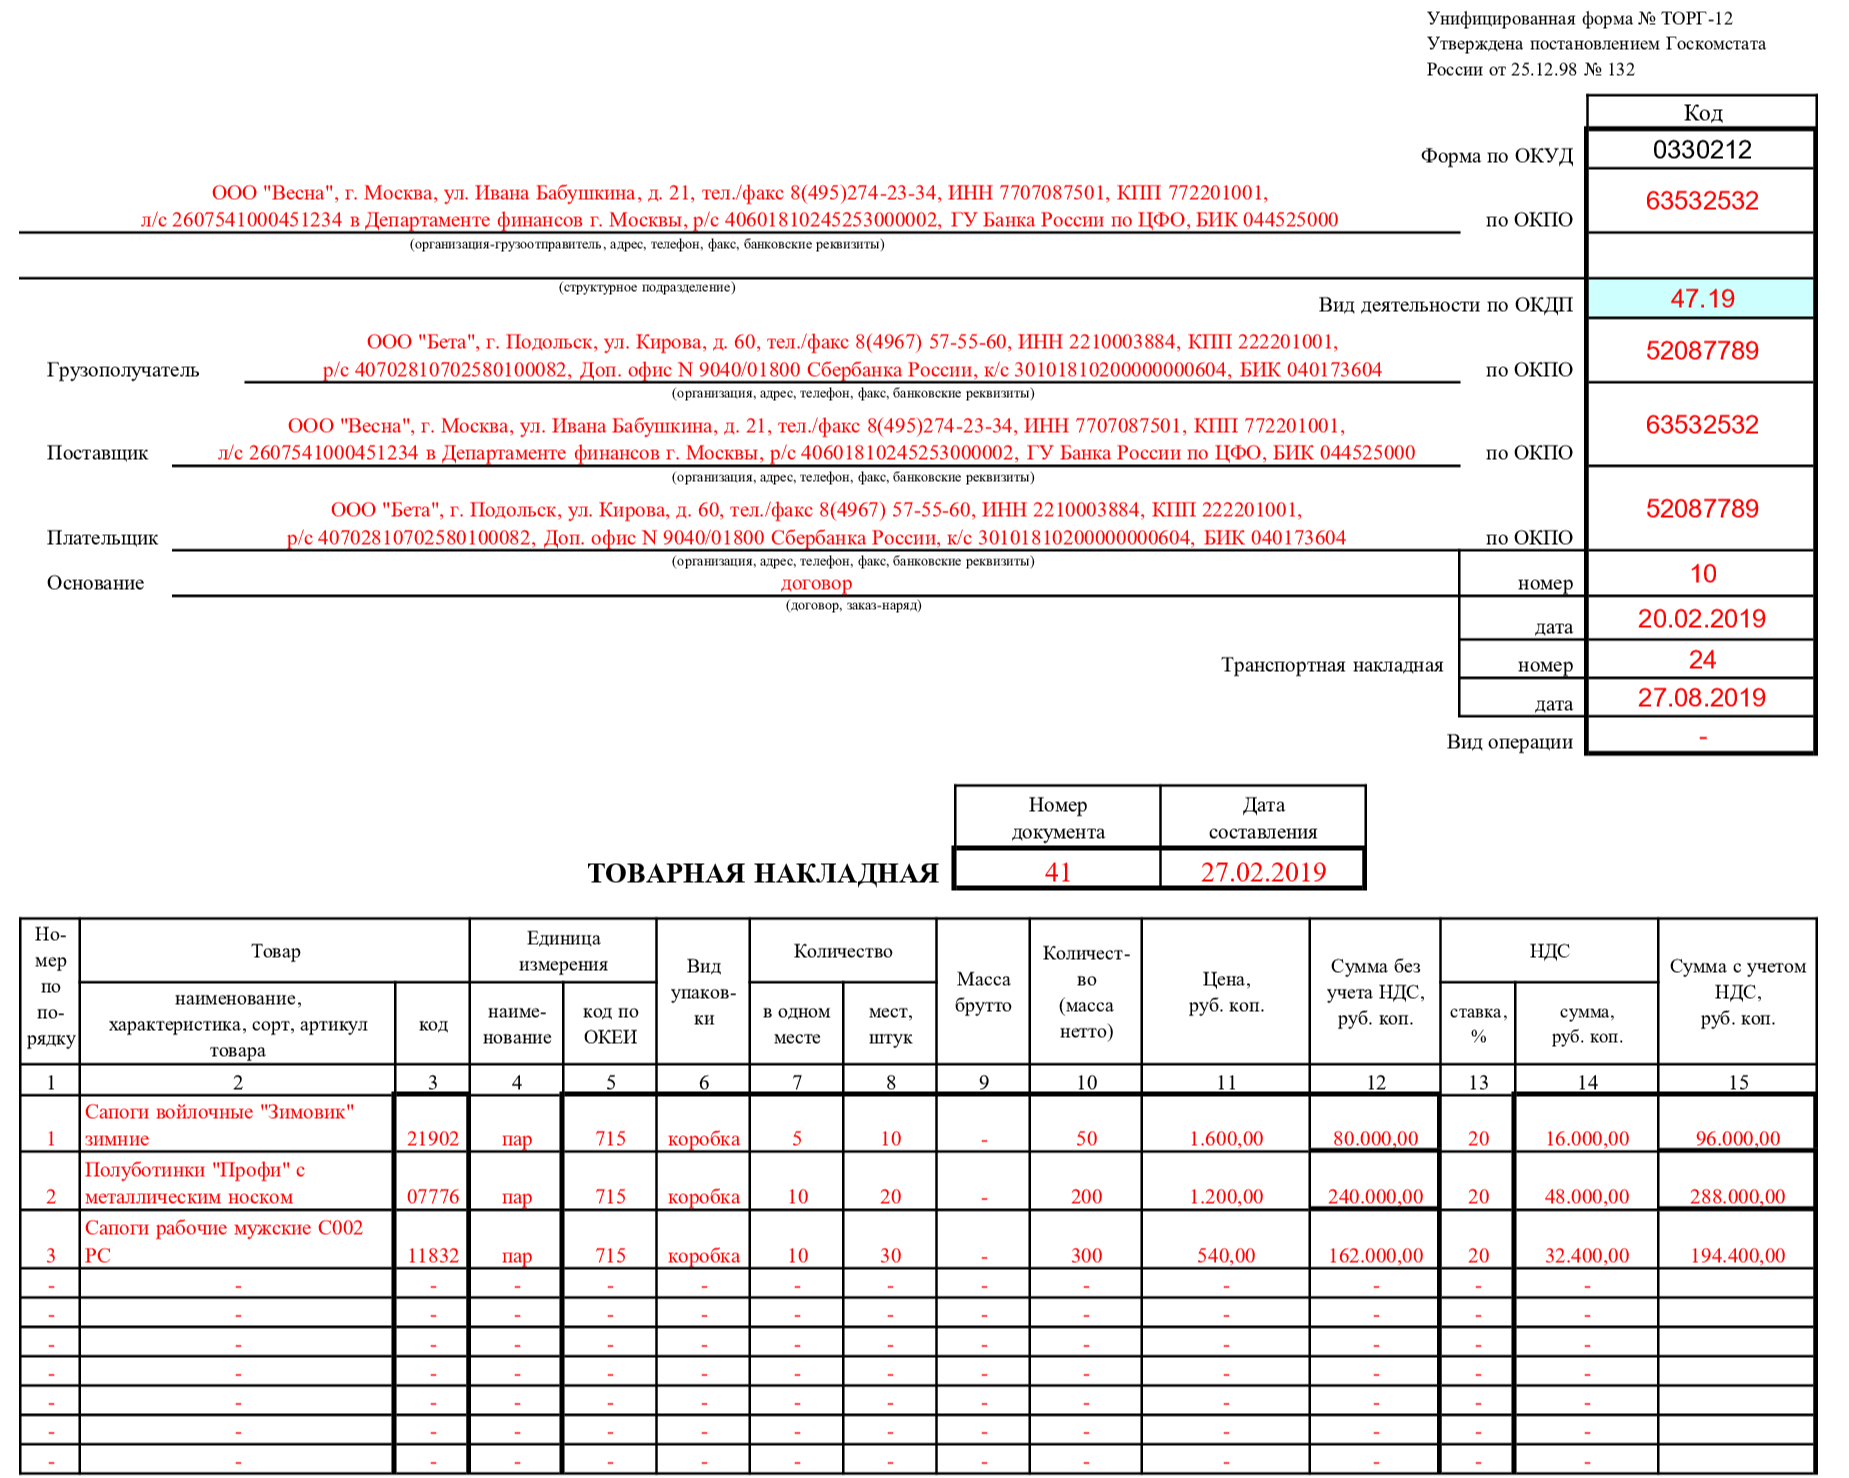 Унифицированная форма № ТОРГ-12
Утверждена постановлением Госкомстата
России от 25.12.98 № 132
Код
Форма по ОКУД 0330212
ООО "Весна", г. Москва, ул. Ивана Бабушкина, д. 21, тел./факс 8(495)274-23-34, ИНН 7707087501, КПП 772201001,
л/с 2607541000451234 в Департаменте финансов г. Москвы, р/с 40601810245253000002, ГУ Банка России по ЦФО, БИК 044525000 по ОКПО 63532532
(организация-грузоотправитель, адрес, телефон, факс, банковские реквизиты)
(структурное подразделение)
Вид деятельности по ОКДП 47.19
ООО "Бета", г. Подольск, ул. Кирова, д. 60, тел./факс 8(4967) 57-55-60, ИНН 2210003884, КПП 222201001,
Грузополучатель р/с 40702810702580100082, Доп. офис N 9040/01800 Сбербанка России, к/с 30101810200000000604, БИК 040173604 по ОКПО 52087789
(организация, адрес, телефон, факс, банковские реквизиты)
ООО "Весна", г. Москва, ул. Ивана Бабушкина, д. 21, тел./факс 8(495)274-23-34, ИНН 7707087501, КПП 772201001,
Поставщик л/с 2607541000451234 в Департаменте финансов г. Москвы, р/с 40601810245253000002, ГУ Банка России по ЦФО, БИК 044525000 по ОКПО 63532532
(организация, адрес, телефон, факс, банковские реквизиты)
ООО "Бета", г. Подольск, ул. Кирова, д. 60, тел./факс 8(4967) 57-55-60, ИНН 2210003884, КПП 222201001,
Плательщик р/с 40702810702580100082, Доп. офис N 9040/01800 Сбербанка России, к/с 30101810200000000604, БИК 040173604 по ОКПО 52087789
(организация, адрес, телефон, факс, банковские реквизиты)
Основание договор номер 10
(договор, заказ-наряд)
дата 20.02.2019
Транспортная накладная номер 24
дата 27.08.2019
Вид операции -
Номер документа Дата составления
ТОВАРНАЯ НАКЛАДНАЯ 41 27.02.2019
Но-
мер
по
по-
рядку
Товар
наименование,
характеристика, сорт, артикул
товара
код
Единица
измерения
наиме-
нование
код по
ОКЕИ
Вид
упаков-
ки
Количество
в одном
месте
мест,
штук
Масса
брутто
Количест-
во
(масса
нетто)
Цена,
руб. коп.
Сумма без
учета НДС,
руб. коп.
НДС
ставка,
%
сумма,
руб. коп.
Сумма с учетом
НДС,
руб. коп.
1 2 3 4 5 6 7 8 9 10 11 12 13 14 15
Сапоги войлочные "Зимовик"
1 зимние 21902 пар 715 коробка 5 10 - 50 1.600,00 80.000,00 20 16.000,00 96.000,00
Полуботинки "Профи" с
2 металлическим носком 07776 пар 715 коробка 10 20 - 200 1.200,00 240.000,00 20 48.000,00 288.000,00
Сапоги рабочие мужские С002
3 РС 11832 пар 715 коробка 10 30 - 300 540,00 162.000,00 20 32.400,00 194.400,00
- - - - - - - - - - - - - -
- - - - - - - - - - - - - -
- - - - - - - - - - - - - -
- - - - - - - - - - - - - -
- - - - - - - - - - - - - -
- - - - - - - - - - - - - -
- - - - - - - - - - - - - -